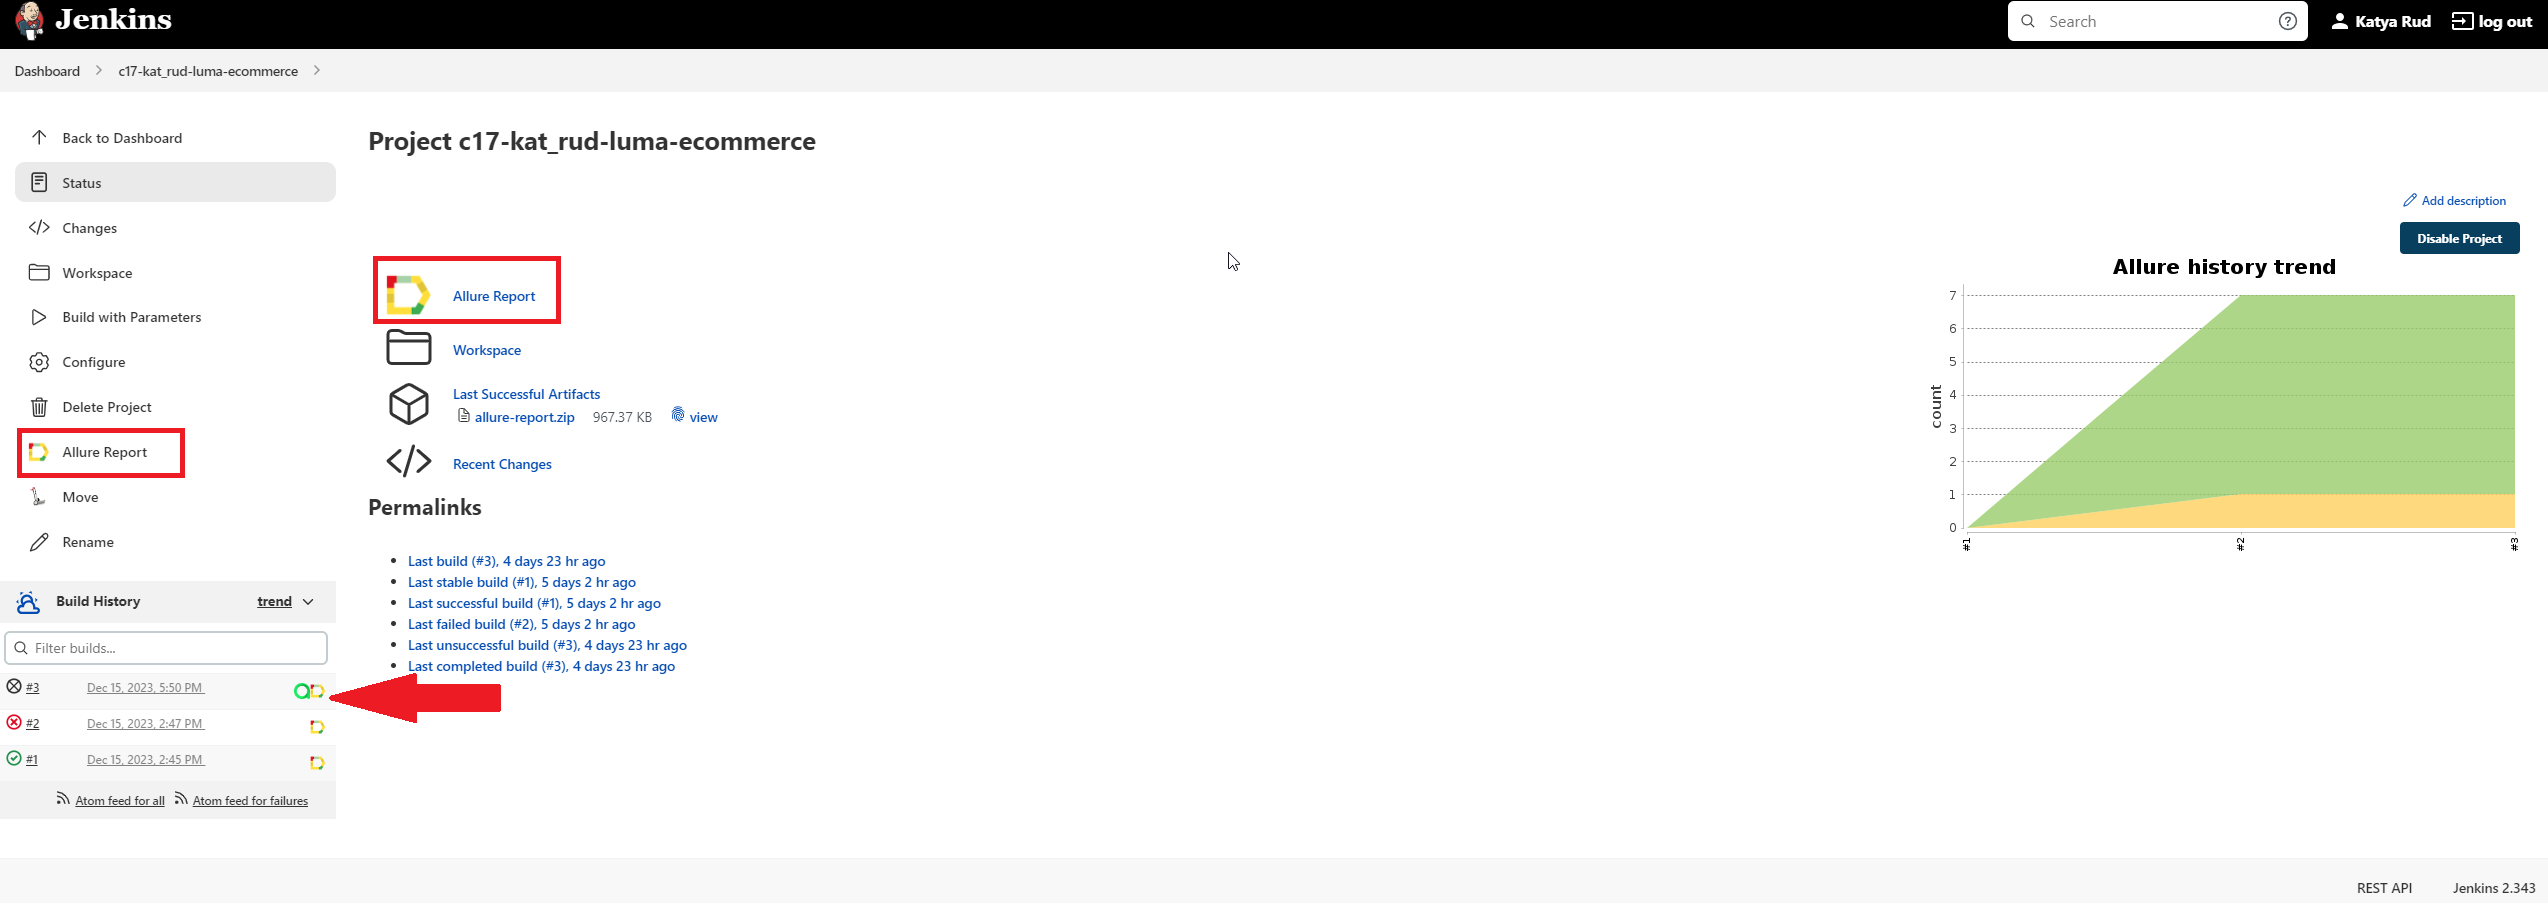 Jenkins
Search
Katya Rud
log out
Dashboard
c17-kat_rud-luma-ecommerce
Back to Dashboard
Status
Changes
Workspace
Build with Parameters
Configure
Delete Project
Allure Report
Move
Rename
Build History
trend
Filter builds...
#3 Dec 15, 2023, 5:50 PM
#2 Dec 15, 2023, 2:47 PM
#1 Dec 15, 2023, 2:45 PM
Atom feed for all Atom feed for failures
Project c17-kat_rud-luma-ecommerce
Add description
Disable Project
Allure Report
Workspace
Last Successful Artifacts
allure-report.zip 967.37 KB view
Recent Changes
Permalinks
• Last build (#3), 4 days 23 hr ago
• Last stable build (#1), 5 days 2 hr ago
• Last successful build (#1), 5 days 2 hr ago
• Last failed build (#2), 5 days 2 hr ago
• Last unsuccessful build (#3), 4 days 23 hr ago
• Last completed build (#3), 4 days 23 hr ago
Allure history trend
count
7
6
5
4
3
2
1
0
#1
#2
#3
REST API
Jenkins 2.343